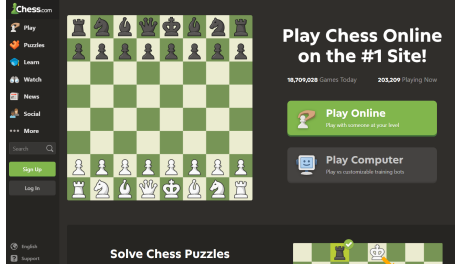 Chess.com
Play
Puzzles
Learn
Watch
News
Social
More
Search
Sign Up
Log In
English
Support
Play Chess Online
on the #1 Site!
18,709,028 Games Today 203,209 Playing Now
Play Online
Play with someone at your level
Play Computer
Play vs customizable training bots
Solve Chess Puzzles